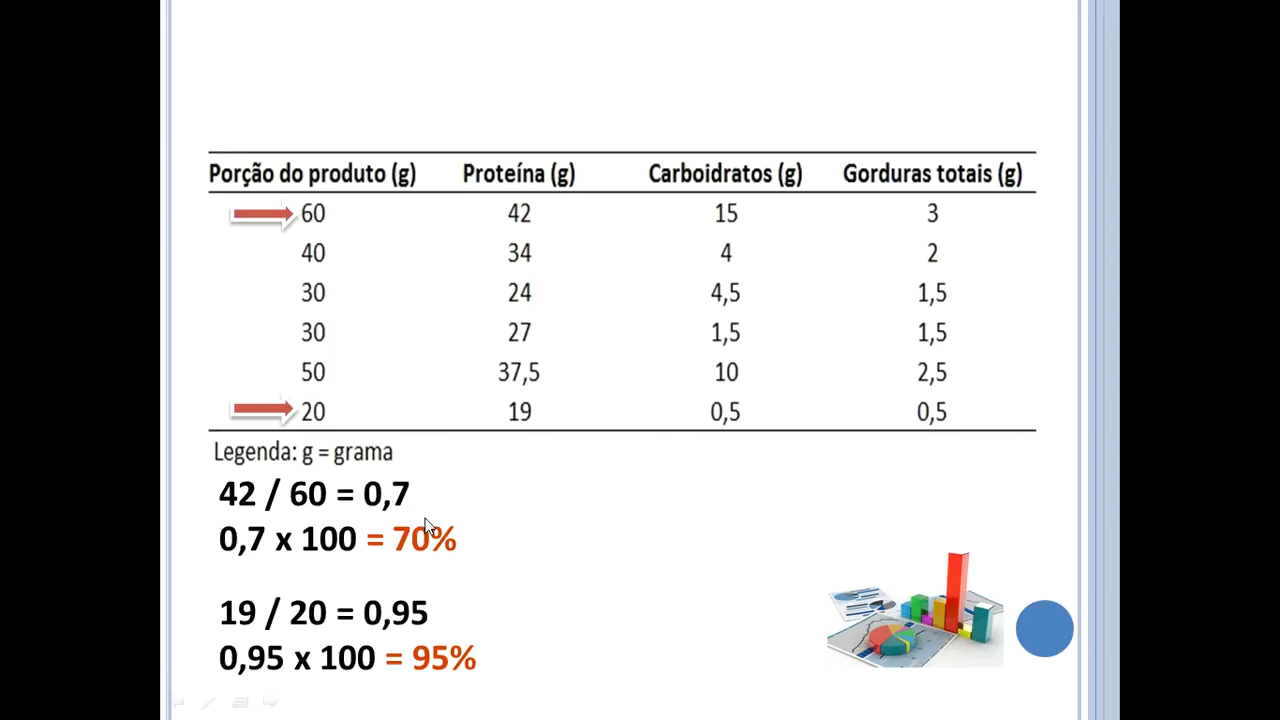 Porção do produto (g) Proteína (g) Carboidratos (g) Gorduras totais (g)
60 42 15 3
40 34 4 2
30 24 4,5 1,5
30 27 1,5 1,5
50 37,5 10 2,5
20 19 0,5 0,5
Legenda: g = grama
42 / 60 = 0,7
0,7 x 100 = 70%
19 / 20 = 0,95
0,95 x 100 = 95%